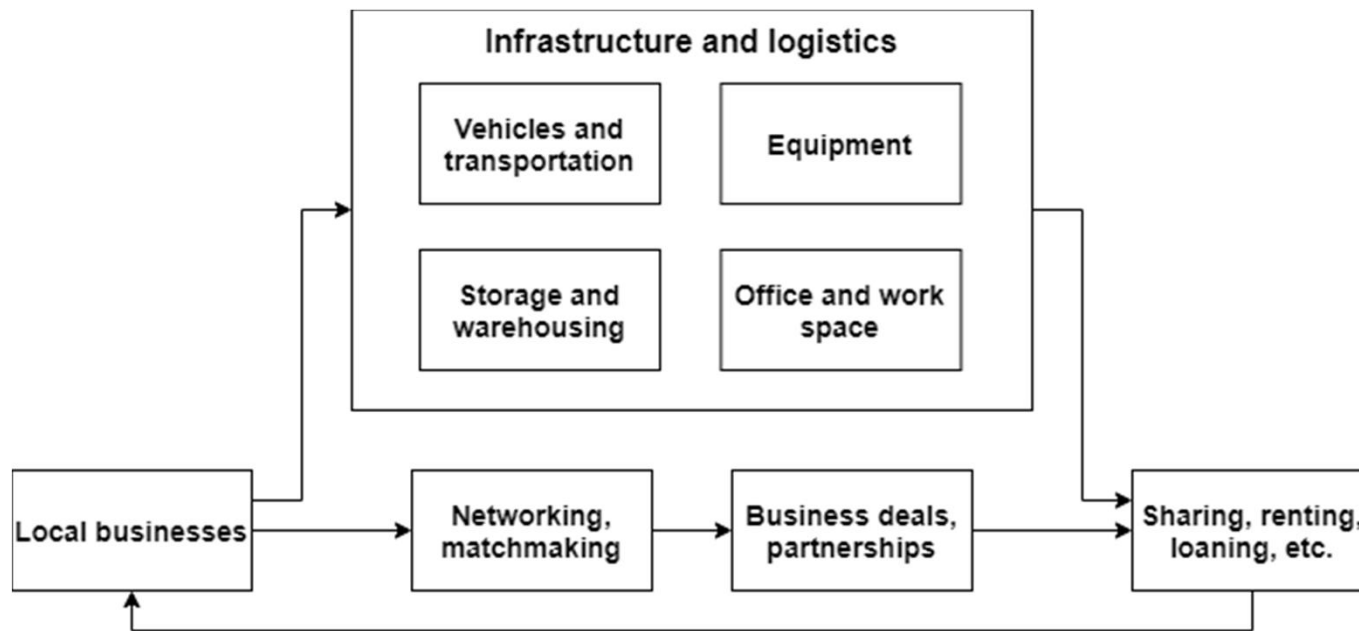 Infrastructure and logistics
Vehicles and
transportation
Equipment
Storage and
warehousing
Office and work
space
Local businesses
Networking,
matchmaking
Business deals,
partnerships
Sharing, renting,
loaning, etc.